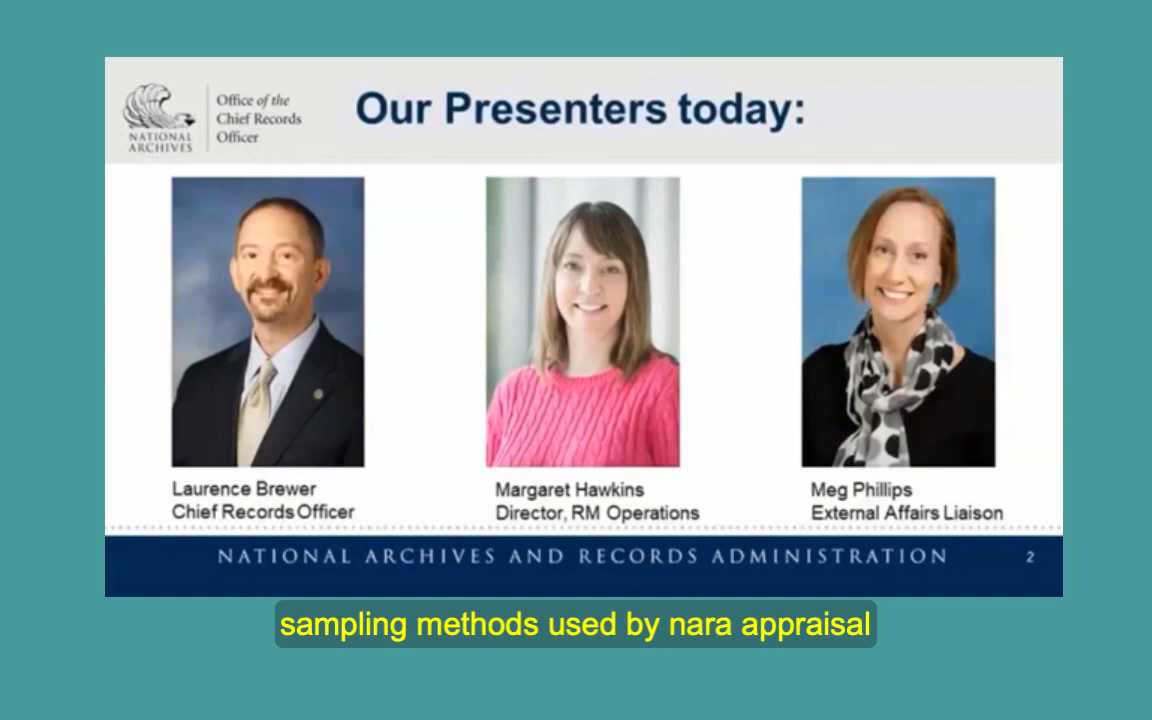 NATIONAL
ARCHIVES
Office of the
Chief Records
Officer
Our Presenters today:
Laurence Brewer
Chief Records Officer
Margaret Hawkins
Director, RM Operations
Meg Phillips
External Affairs Liaison
NATIONAL ARCHIVES AND RECORDS ADMINISTRATION
2
sampling methods used by nara appraisal